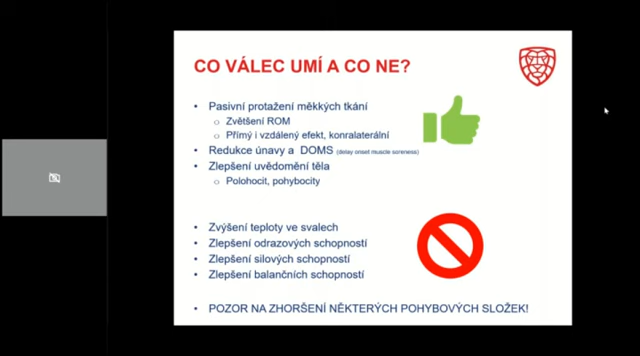 CO VÁLEC UMÍ A CO NE?
• Pasivní protažení měkkých tkání
o Zvětšení ROM
o Přímý i vzdálený efekt, konralaterální
• Redukce únavy a DOMS (delay onset muscle soreness)
• Zlepšení uvědomění těla
o Polohocit, pohybocity
• Zvýšení teploty ve svalech
• Zlepšení odrazových schopností
• Zlepšení silových schopností
• Zlepšení balančních schopností
• POZOR NA ZHORŠENÍ NĚKTERÝCH POHYBOVÝCH SLOŽEK!